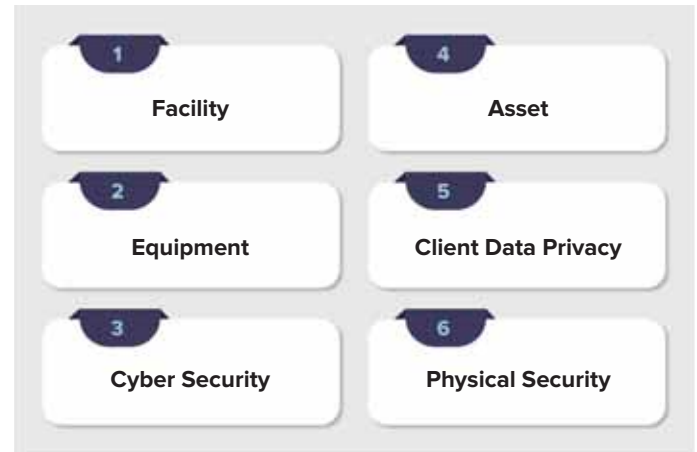 1
Facility
2
Equipment
3
Cyber Security
4
Asset
5
Client Data Privacy
6
Physical Security